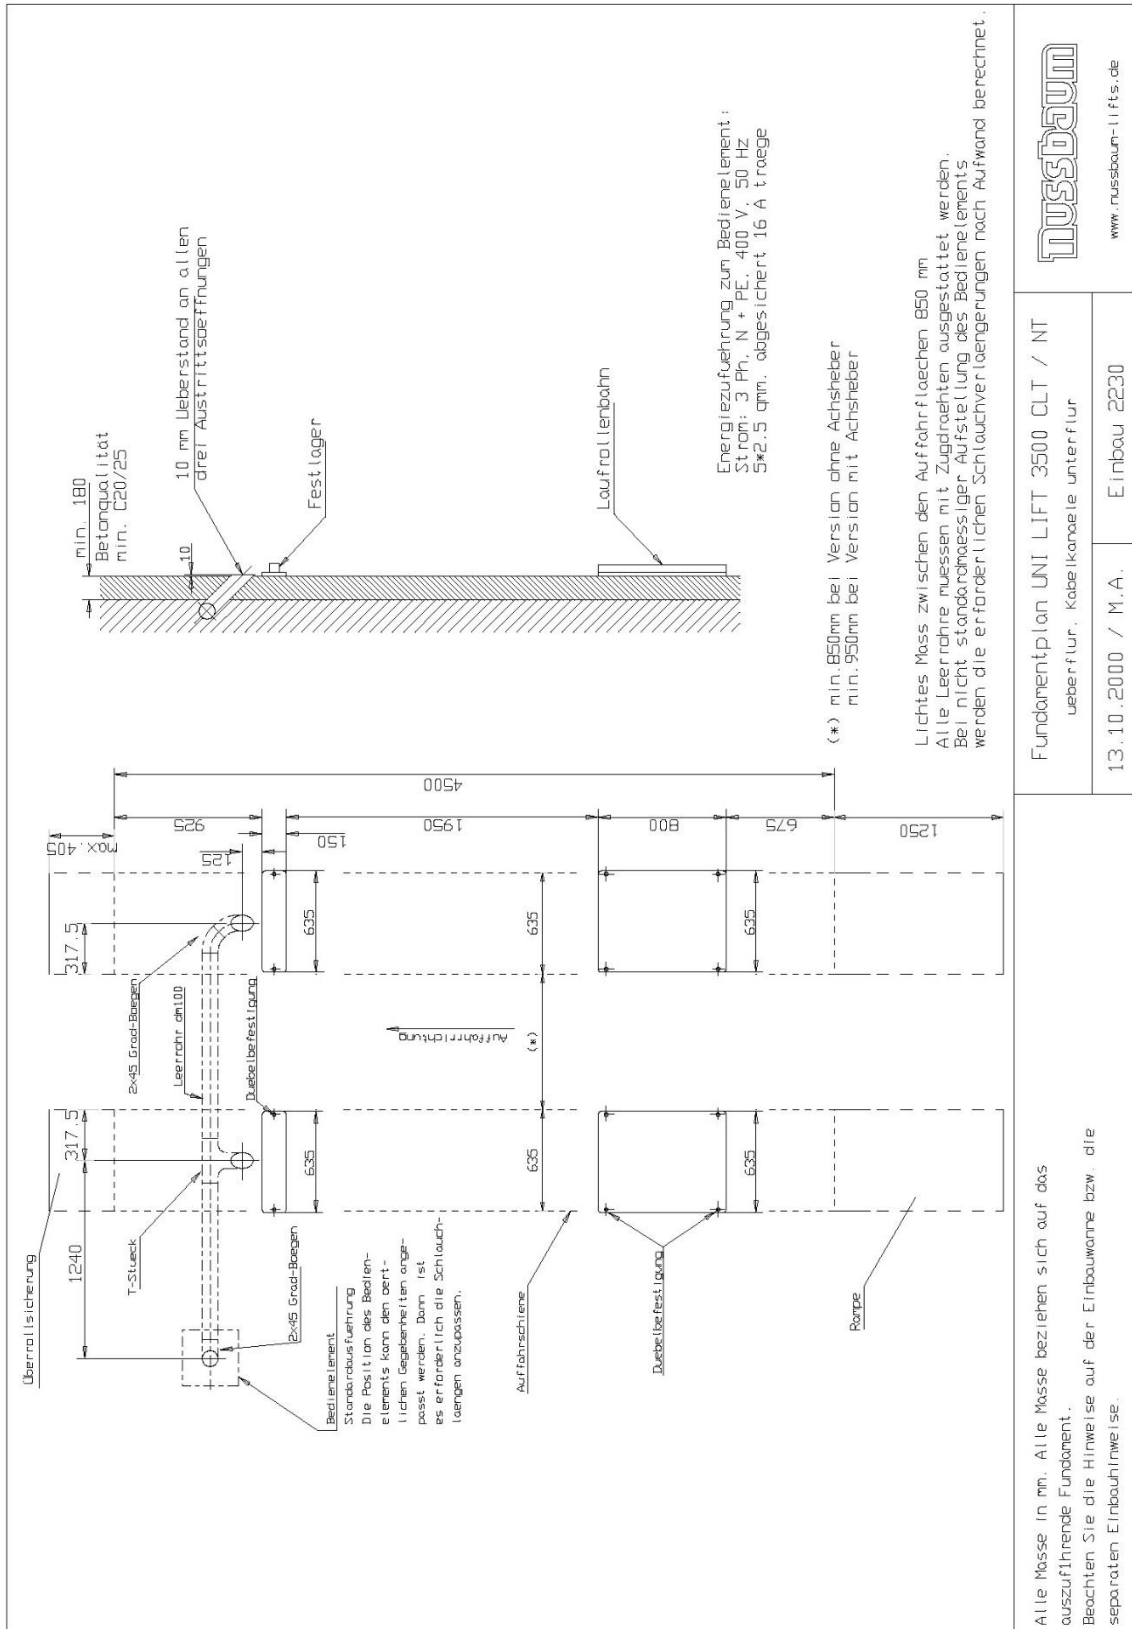 Überrollsicherung
1240
317.5
317.5
max. 405
T-Stueck
2x45 Grad-Boegen
Leerrohr dm100
Duebelbefestigung
2x45 Grad-Boegen
Bedienelement
Standardausfuehrung
Die Position des Bedien-
elements kann den oert-
lichen Gegebenheiten ange-
passt werden. Dann ist
es erforderlich die Schlauch-
laengen anzupassen.
925
125
150
4500
635
635
Auffahrrichtung
1950
635
(*)
635
Auffahrschiene
800
Duebelbefestigung
635
635
675
Rampe
1250
min. 180
Betonqualität
min. C20/25
10
10 mm Ueberstand an allen
drei Austrittsoeffnungen
Festlager
Laufrollenbahn
Energiezufuehrung zum Bedienelement:
Strom: 3 Ph, N + PE, 400 V, 50 HZ
5*2.5 qmm, abgesichert 16 A traege
(*) min.850mm bei Version ohne Achsheber
min.950mm bei Version mit Achsheber
Lichtes Mass zwischen den Auffahrflaechen 850 mm
Alle Leerrohre muessen mit Zugdraehten ausgestattet werden.
Bei nicht standardmaessiger Aufstellung des Bedienelements
werden die erforderlichen Schlauchverlaengerungen nach Aufwand berechnet.
Alle Masse in mm. Alle Masse beziehen sich auf das
auszuf1hrende Fundament.
Beachten Sie die Hinweise auf der Einbauwanne bzw. die
separaten Einbauhinweise.
Fundamentplan UNI LIFT 3500 CLT / NT
ueberflur, Kabelkanaele unterflur
13.10.2000 / M.A.
Einbau 2230
nussbaum
www.nussbaum-lifts.de